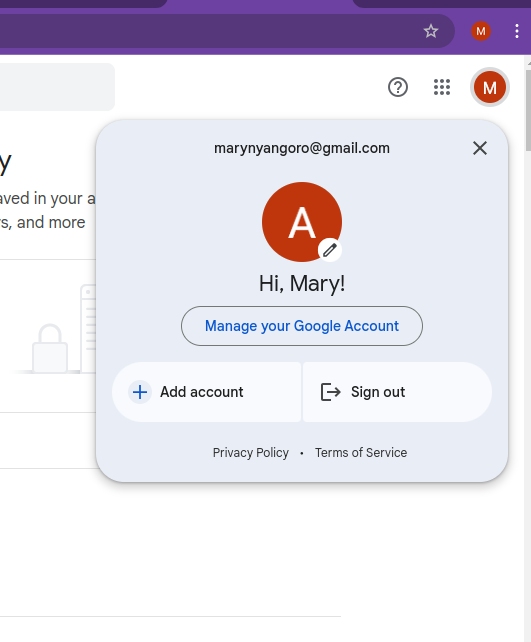 M
M
marynyangoro@gmail.com
y
aved in your a
A
rs, and more
Hi, Mary!
Manage your Google Account
Add account
Sign out
Privacy Policy • Terms of Service